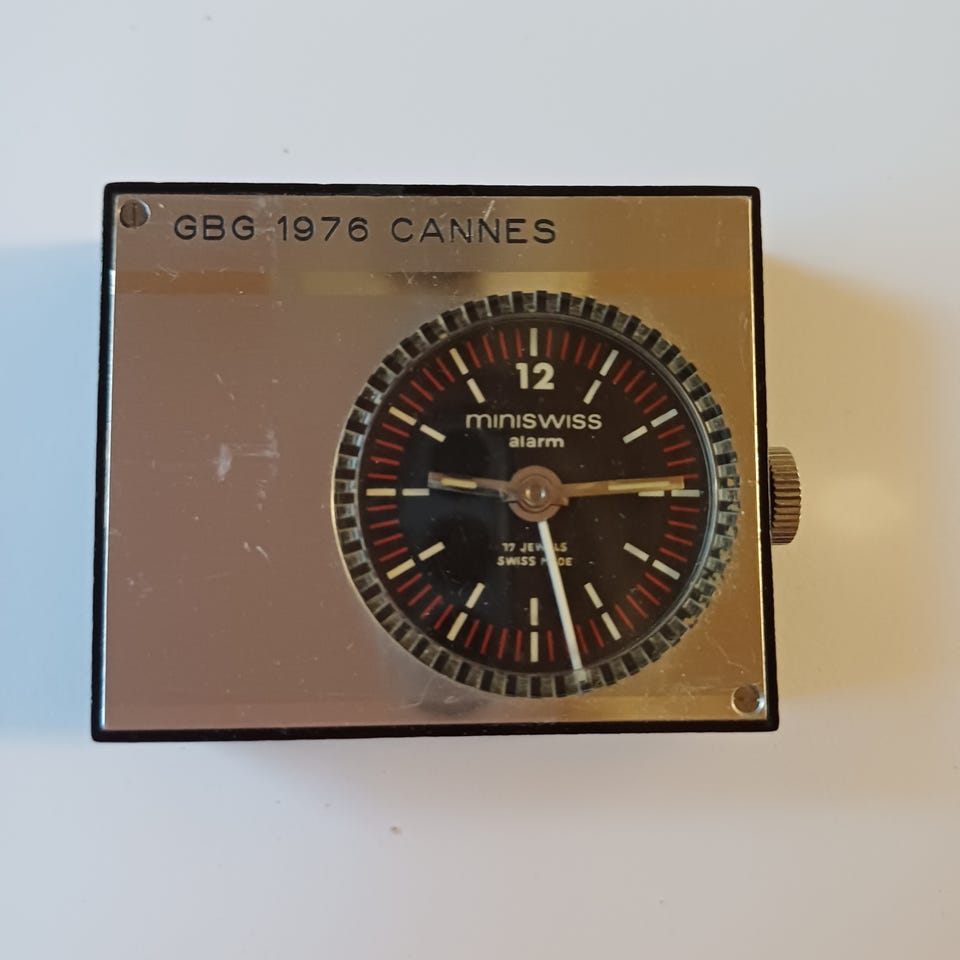 GBG 1976 CANNES
12
miniswiss
alarm
17 JEWELS
SWISS MADE